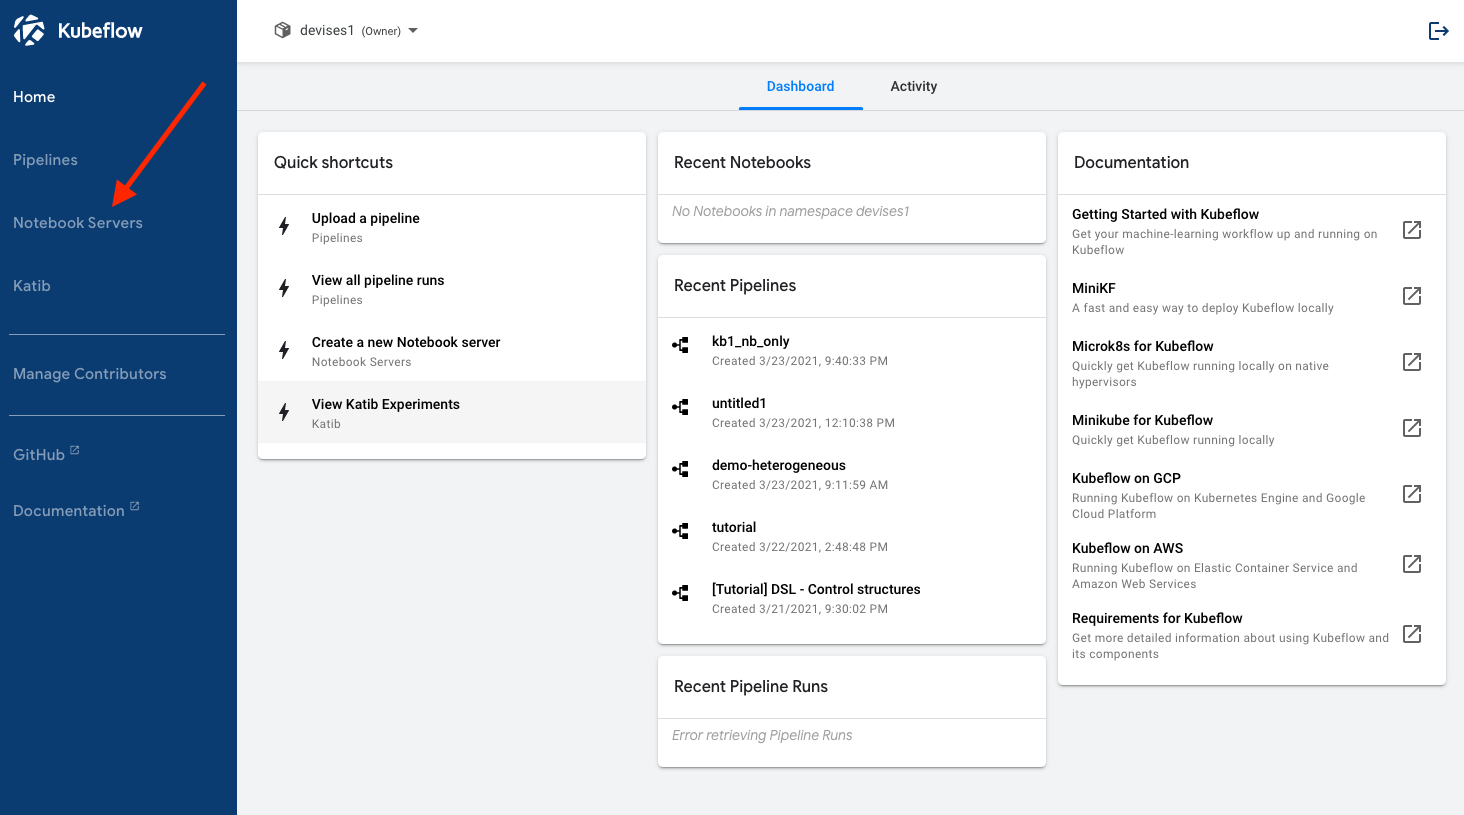 Kubeflow
devises1 (Owner)
Home
Pipelines
Notebook Servers
Katib
Manage Contributors
GitHub
Documentation
Dashboard
Activity
Quick shortcuts
Upload a pipeline
Pipelines
View all pipeline runs
Pipelines
Create a new Notebook server
Notebook Servers
View Katib Experiments
Katib
Recent Notebooks
No Notebooks in namespace devises1
Recent Pipelines
kb1_nb_only
Created 3/23/2021, 9:40:33 PM
untitled1
Created 3/23/2021, 12:10:38 PM
demo-heterogeneous
Created 3/23/2021, 9:11:59 AM
tutorial
Created 3/22/2021, 2:48:48 PM
[Tutorial] DSL - Control structures
Created 3/21/2021, 9:30:02 PM
Recent Pipeline Runs
Error retrieving Pipeline Runs
Documentation
Getting Started with Kubeflow
Get your machine-learning workflow up and running on
Kubeflow
MiniKF
A fast and easy way to deploy Kubeflow locally
Microk8s for Kubeflow
Quickly get Kubeflow running locally on native
hypervisors
Minikube for Kubeflow
Quickly get Kubeflow running locally
Kubeflow on GCP
Running Kubeflow on Kubernetes Engine and Google
Cloud Platform
Kubeflow on AWS
Running Kubeflow on Elastic Container Service and
Amazon Web Services
Requirements for Kubeflow
Get more detailed information about using Kubeflow and
its components